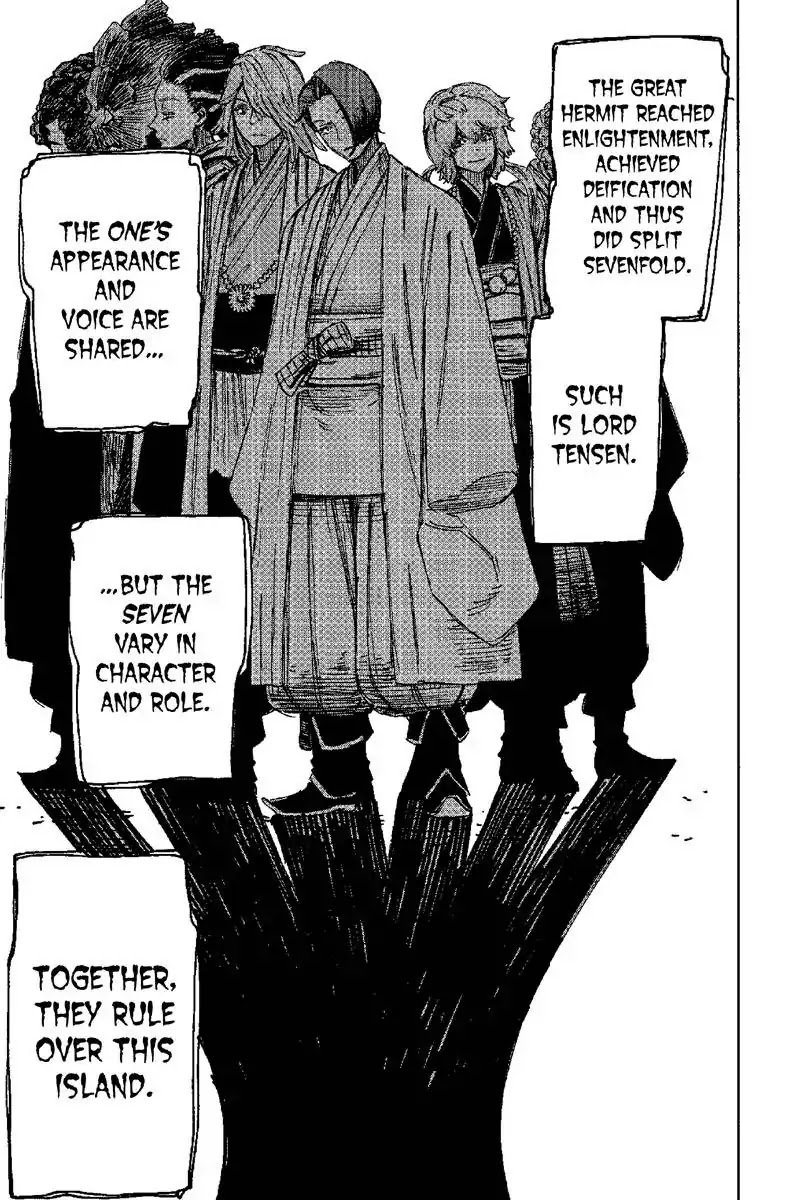 THE GREAT
HERMIT REACHED
ENLIGHTENMENT,
ACHIEVED
DEIFICATION
AND THUS
DID SPLIT
SEVENFOLD.
SUCH
IS LORD
TENSEN.
THE ONE'S
APPEARANCE
AND
VOICE ARE
SHARED...
...BUT THE
SEVEN
VARY IN
CHARACTER
AND ROLE.
TOGETHER,
THEY RULE
OVER THIS
ISLAND.